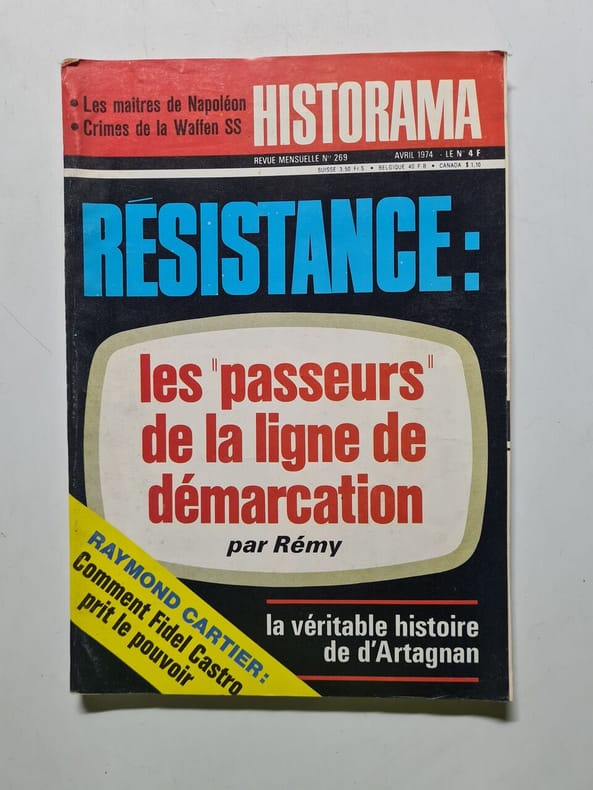 • Les maitres de Napoléon
• Crimes de la Waffen SS
HISTORAMA
REVUE MENSUELLE N° 269
AVRIL 1974 - LE N° 4 F
SUISSE 3,50 Fr S. • BELGIQUE 40 F.B. • CANADA $ 1,10
RÉSISTANCE :
les "passeurs"
de la ligne de
démarcation
par Rémy
RAYMOND CARTIER :
Comment Fidel Castro
prit le pouvoir
la véritable histoire
de d'Artagnan